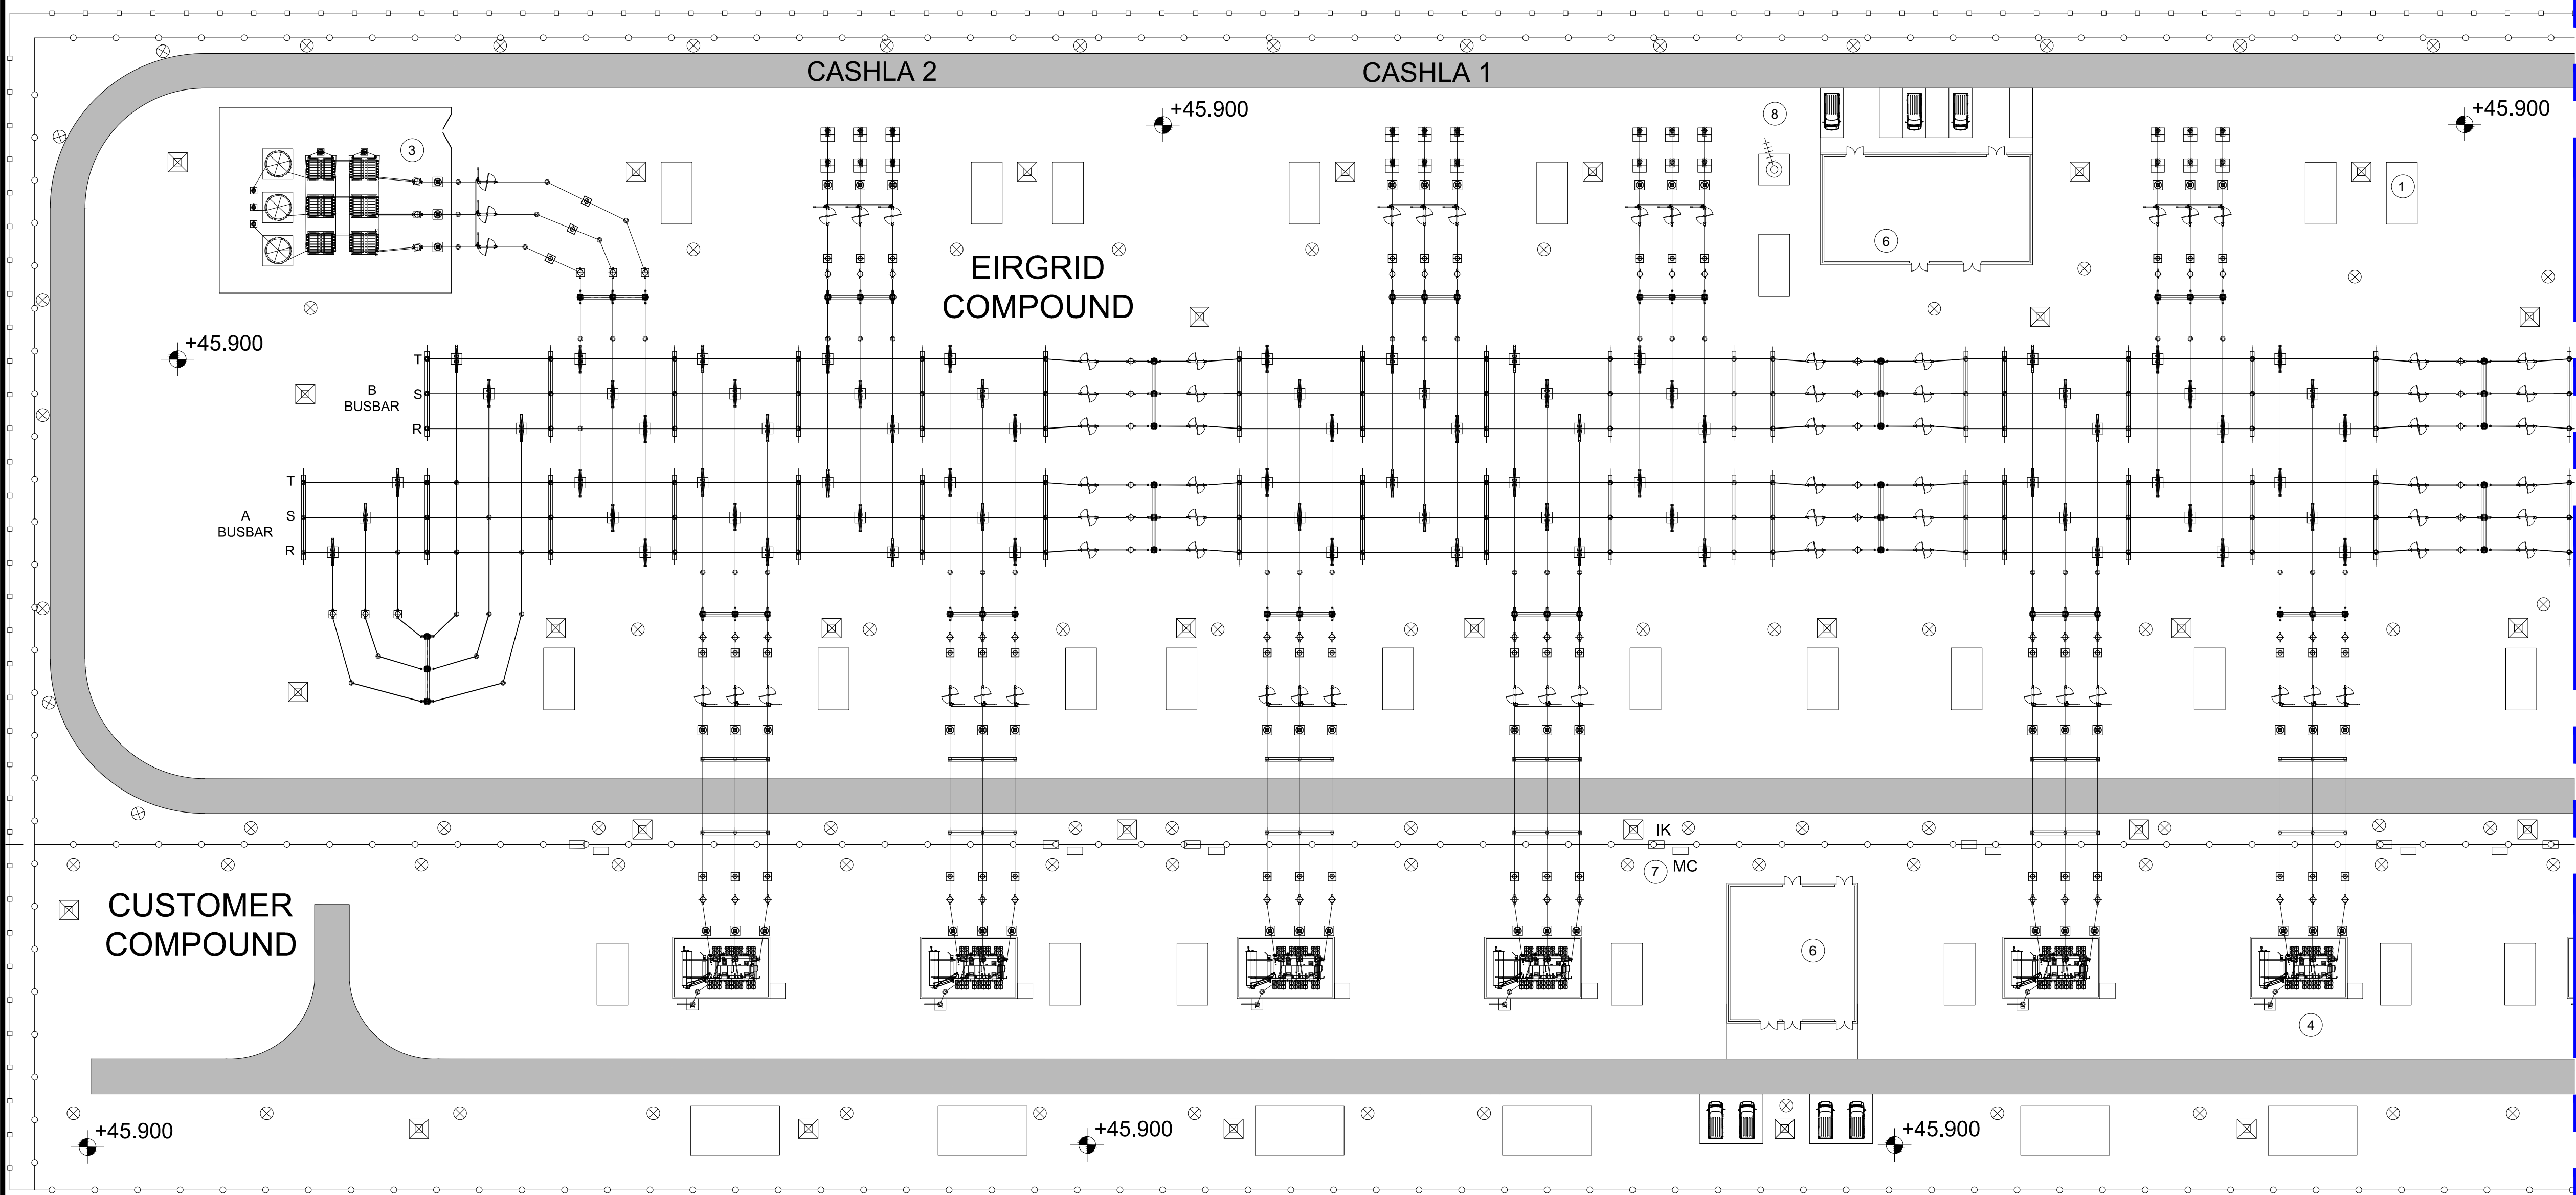 CASHLA 2
CASHLA 1
+45.900
+45.900
8
3
1
6
EIRGRID
COMPOUND
+45.900
T
B
BUSBAR
S
R
T
A
BUSBAR
S
R
IK
7
MC
CUSTOMER
COMPOUND
6
4
+45.900
+45.900
+45.900